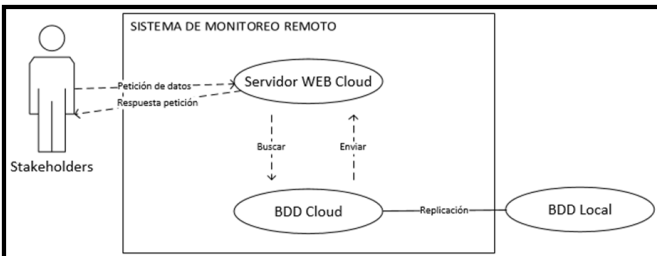 SISTEMA DE MONITOREO REMOTO
Servidor WEB Cloud
Petición de datos
Respuesta petición
Stakeholders
Buscar
Enviar
BDD Cloud
Replicación
BDD Local